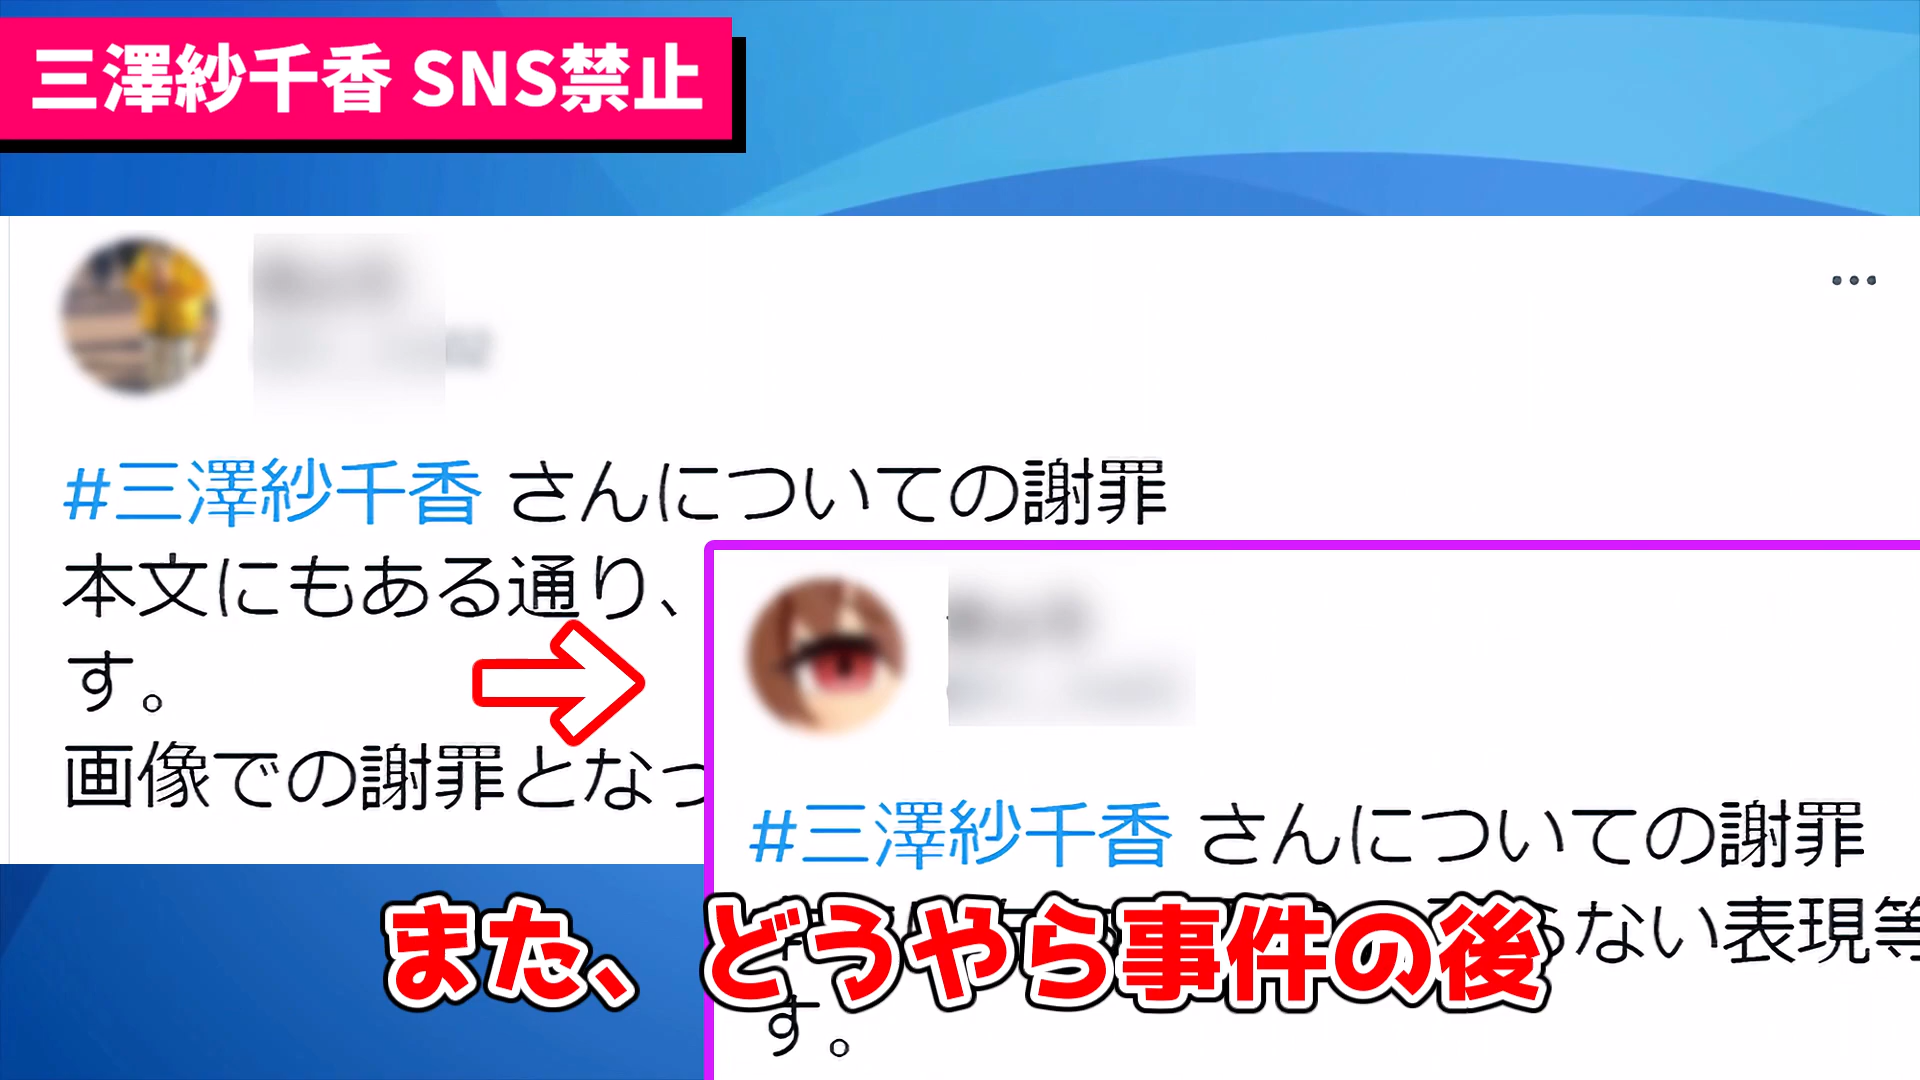 三澤紗千香 SNS禁止
#三澤紗千香 さんについての謝罪
本文にもある通り、
す。
画像での謝罪となっ
#三澤紗千香 さんについての謝罪
らない表現等
す。
また、どうやら事件の後